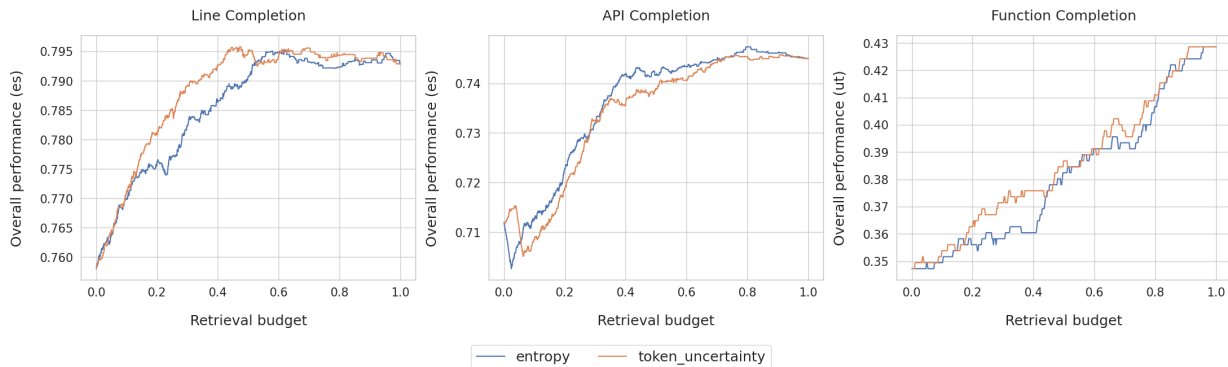 Line Completion
Overall performance (es)
0.795
0.790
0.785
0.780
0.775
0.770
0.765
0.760
0.0 0.2 0.4 0.6 0.8 1.0
Retrieval budget
API Completion
Overall performance (es)
0.74
0.73
0.72
0.71
0.0 0.2 0.4 0.6 0.8 1.0
Retrieval budget
Function Completion
Overall performance (ut)
0.43
0.42
0.41
0.40
0.39
0.38
0.37
0.36
0.35
0.0 0.2 0.4 0.6 0.8 1.0
Retrieval budget
entropy token_uncertainty